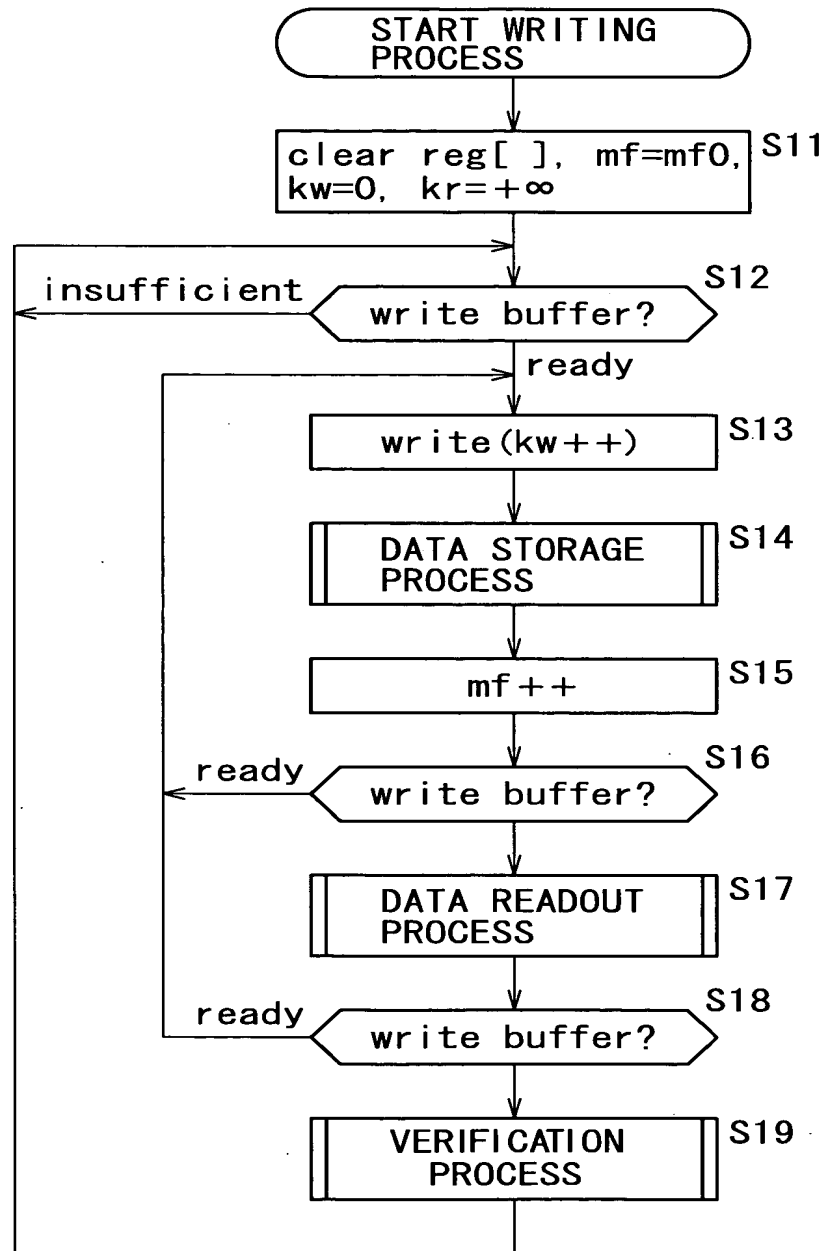 START WRITING
PROCESS
clear reg[ ], mf=mf0,
kw=0, kr=+∞
S11
S12
insufficient
write buffer?
ready
write(kw++)
S13
DATA STORAGE
PROCESS
S14
mf++
S15
S16
ready
write buffer?
DATA READOUT
PROCESS
S17
S18
ready
write buffer?
VERIFICATION
PROCESS
S19